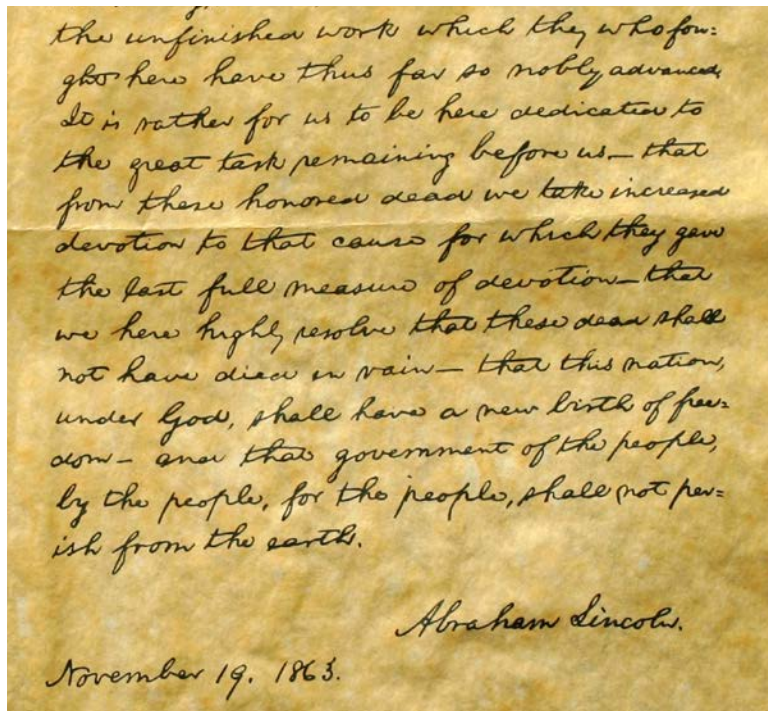 the unfinished work which they who fou=
ght here have thus far so nobly advanced.
It is rather for us to be here dedicated to
the great task remaining before us — that
from these honored dead we take increased
devotion to that cause for which they gave
the last full measure of devotion — that
we here highly resolve that these dead shall
not have died in vain — that this nation,
under God, shall have a new birth of free=
dom — and that government of the people,
by the people, for the people, shall not per=
ish from the earth.
Abraham Lincoln.
November 19. 1863.